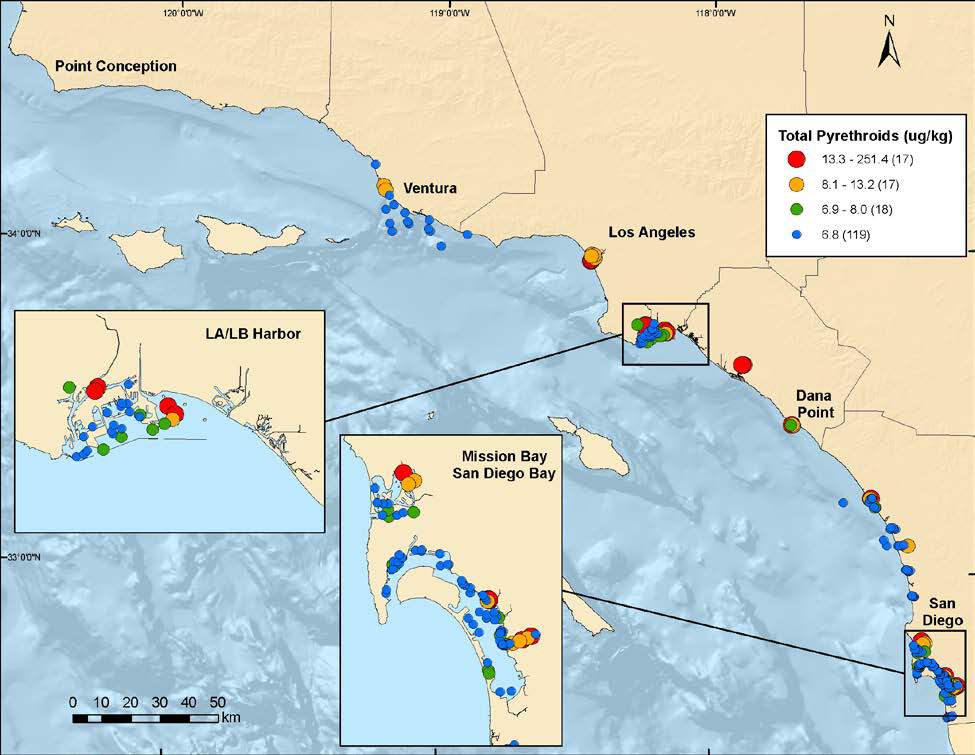 120°0'0"W
119°0'0"W
118°0'0"W
N
Point Conception
Total Pyrethroids (ug/kg)
13.3 - 251.4 (17)
8.1 - 13.2 (17)
6.9 - 8.0 (18)
6.8 (119)
Ventura
34°0'0"N
Los Angeles
LA/LB Harbor
Dana
Point
Mission Bay
San Diego Bay
33°0'0"N
San
Diego
0 10 20 30 40 50
km